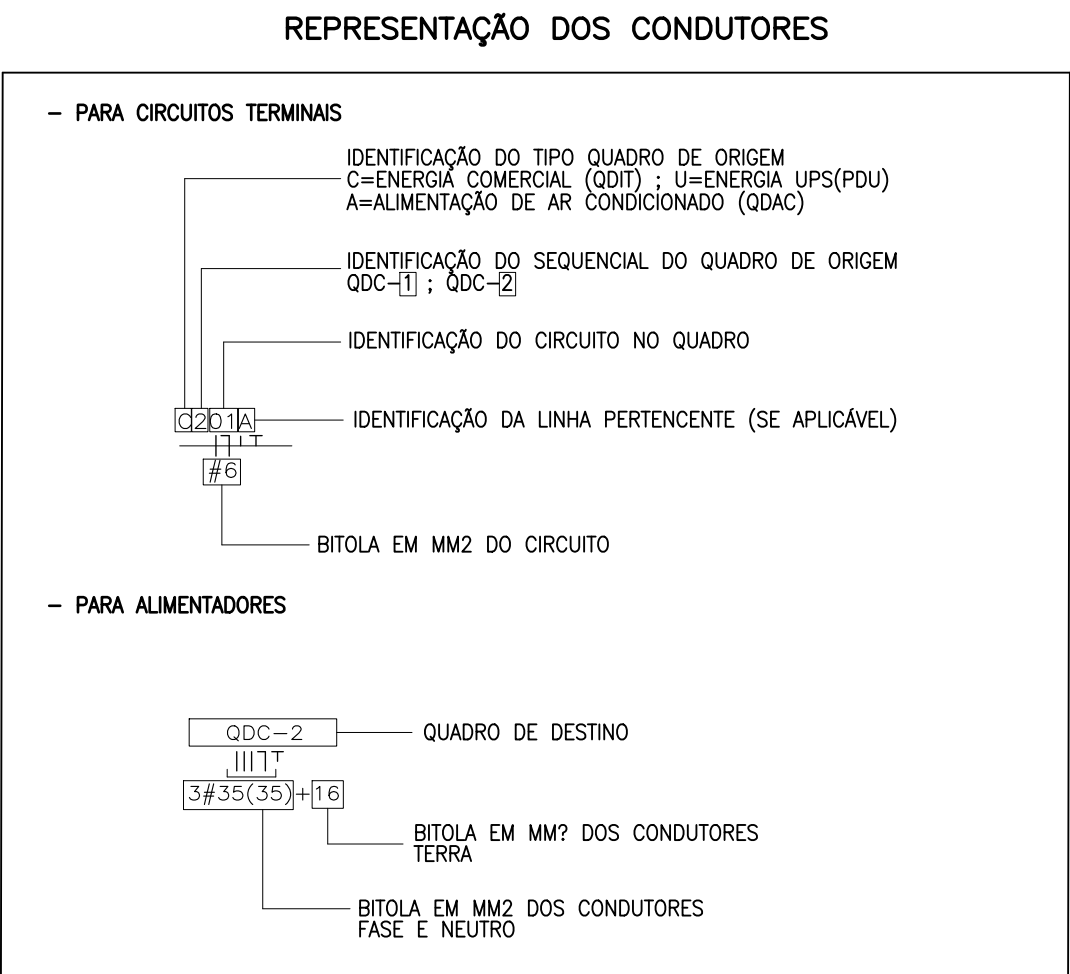 REPRESENTAÇÃO DOS CONDUTORES
- PARA CIRCUITOS TERMINAIS
IDENTIFICAÇÃO DO TIPO QUADRO DE ORIGEM
C=ENERGIA COMERCIAL (QDIT) ; U=ENERGIA UPS(PDU)
A=ALIMENTAÇÃO DE AR CONDICIONADO (QDAC)
IDENTIFICAÇÃO DO SEQUENCIAL DO QUADRO DE ORIGEM
QDC-1 ; QDC-2
IDENTIFICAÇÃO DO CIRCUITO NO QUADRO
C201A
IDENTIFICAÇÃO DA LINHA PERTENCENTE (SE APLICÁVEL)
#6
BITOLA EM MM2 DO CIRCUITO
- PARA ALIMENTADORES
QDC-2
QUADRO DE DESTINO
3#35(35)+16
BITOLA EM MM? DOS CONDUTORES
TERRA
BITOLA EM MM2 DOS CONDUTORES
FASE E NEUTRO